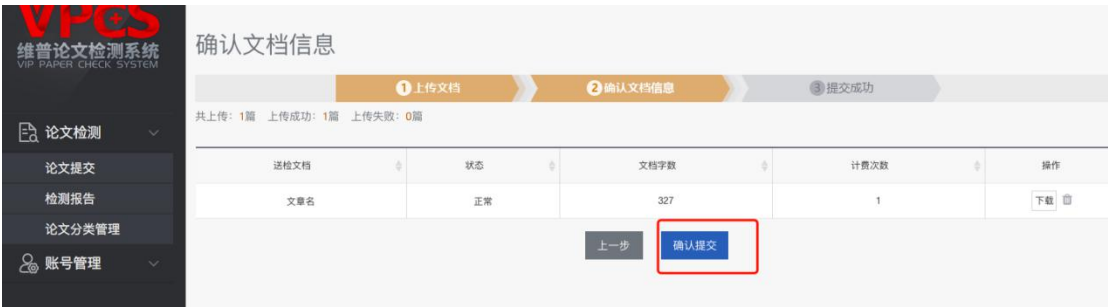 VPCS
维普论文检测系统
VIP PAPER CHECK SYSTEM
确认文档信息
1 上传文档
2 确认文档信息
3 提交成功
共上传：1篇 上传成功：1篇 上传失败：0篇
论文检测
论文提交
检测报告
论文分类管理
账号管理
送检文档 状态 文档字数 计费次数 操作
文章名 正常 327 1 下载
上一步 确认提交